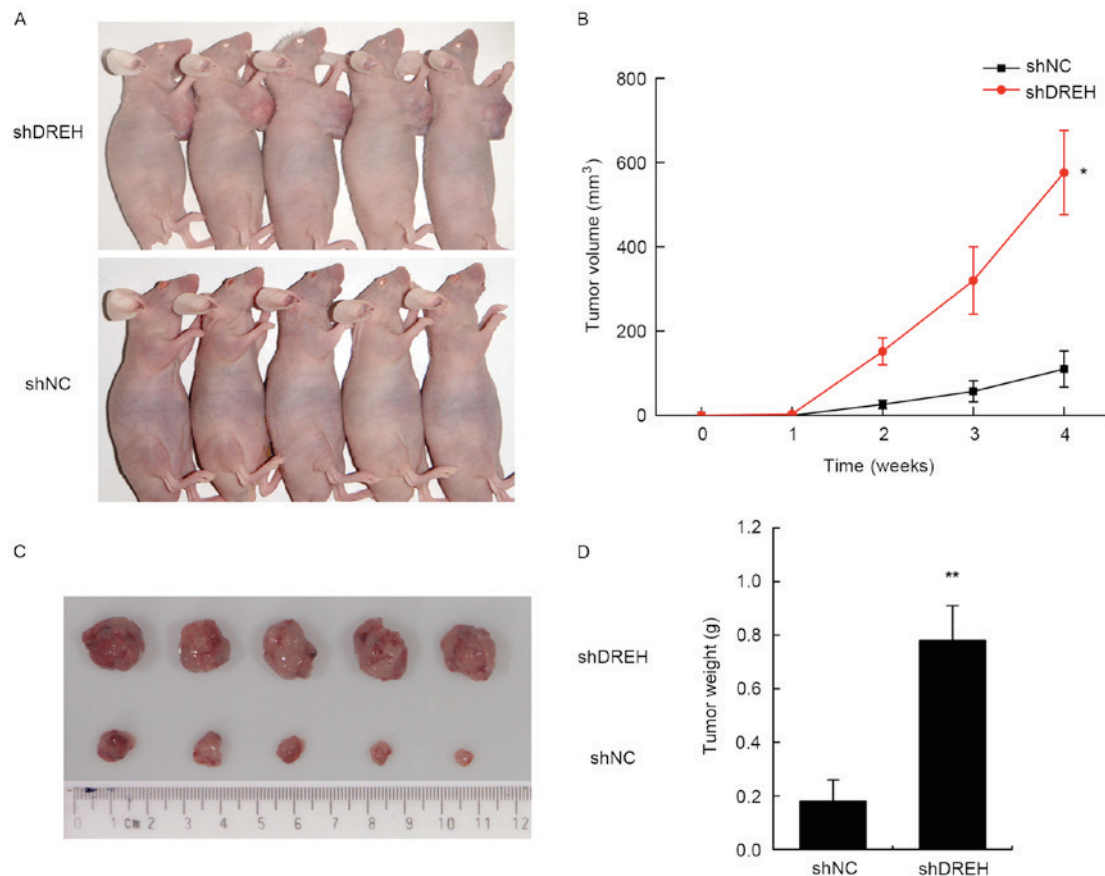 A
shDREH
shNC
B
shNC
shDREH
800
600
400
200
0
Tumor volume (mm³)
*
0 1 2 3 4
Time (weeks)
C
shDREH
shNC
0 1 cm 2 3 4 5 6 7 8 9 10 11 12
D
1.2
1.0
0.8
0.6
0.4
0.2
0.0
Tumor weight (g)
**
shNC shDREH